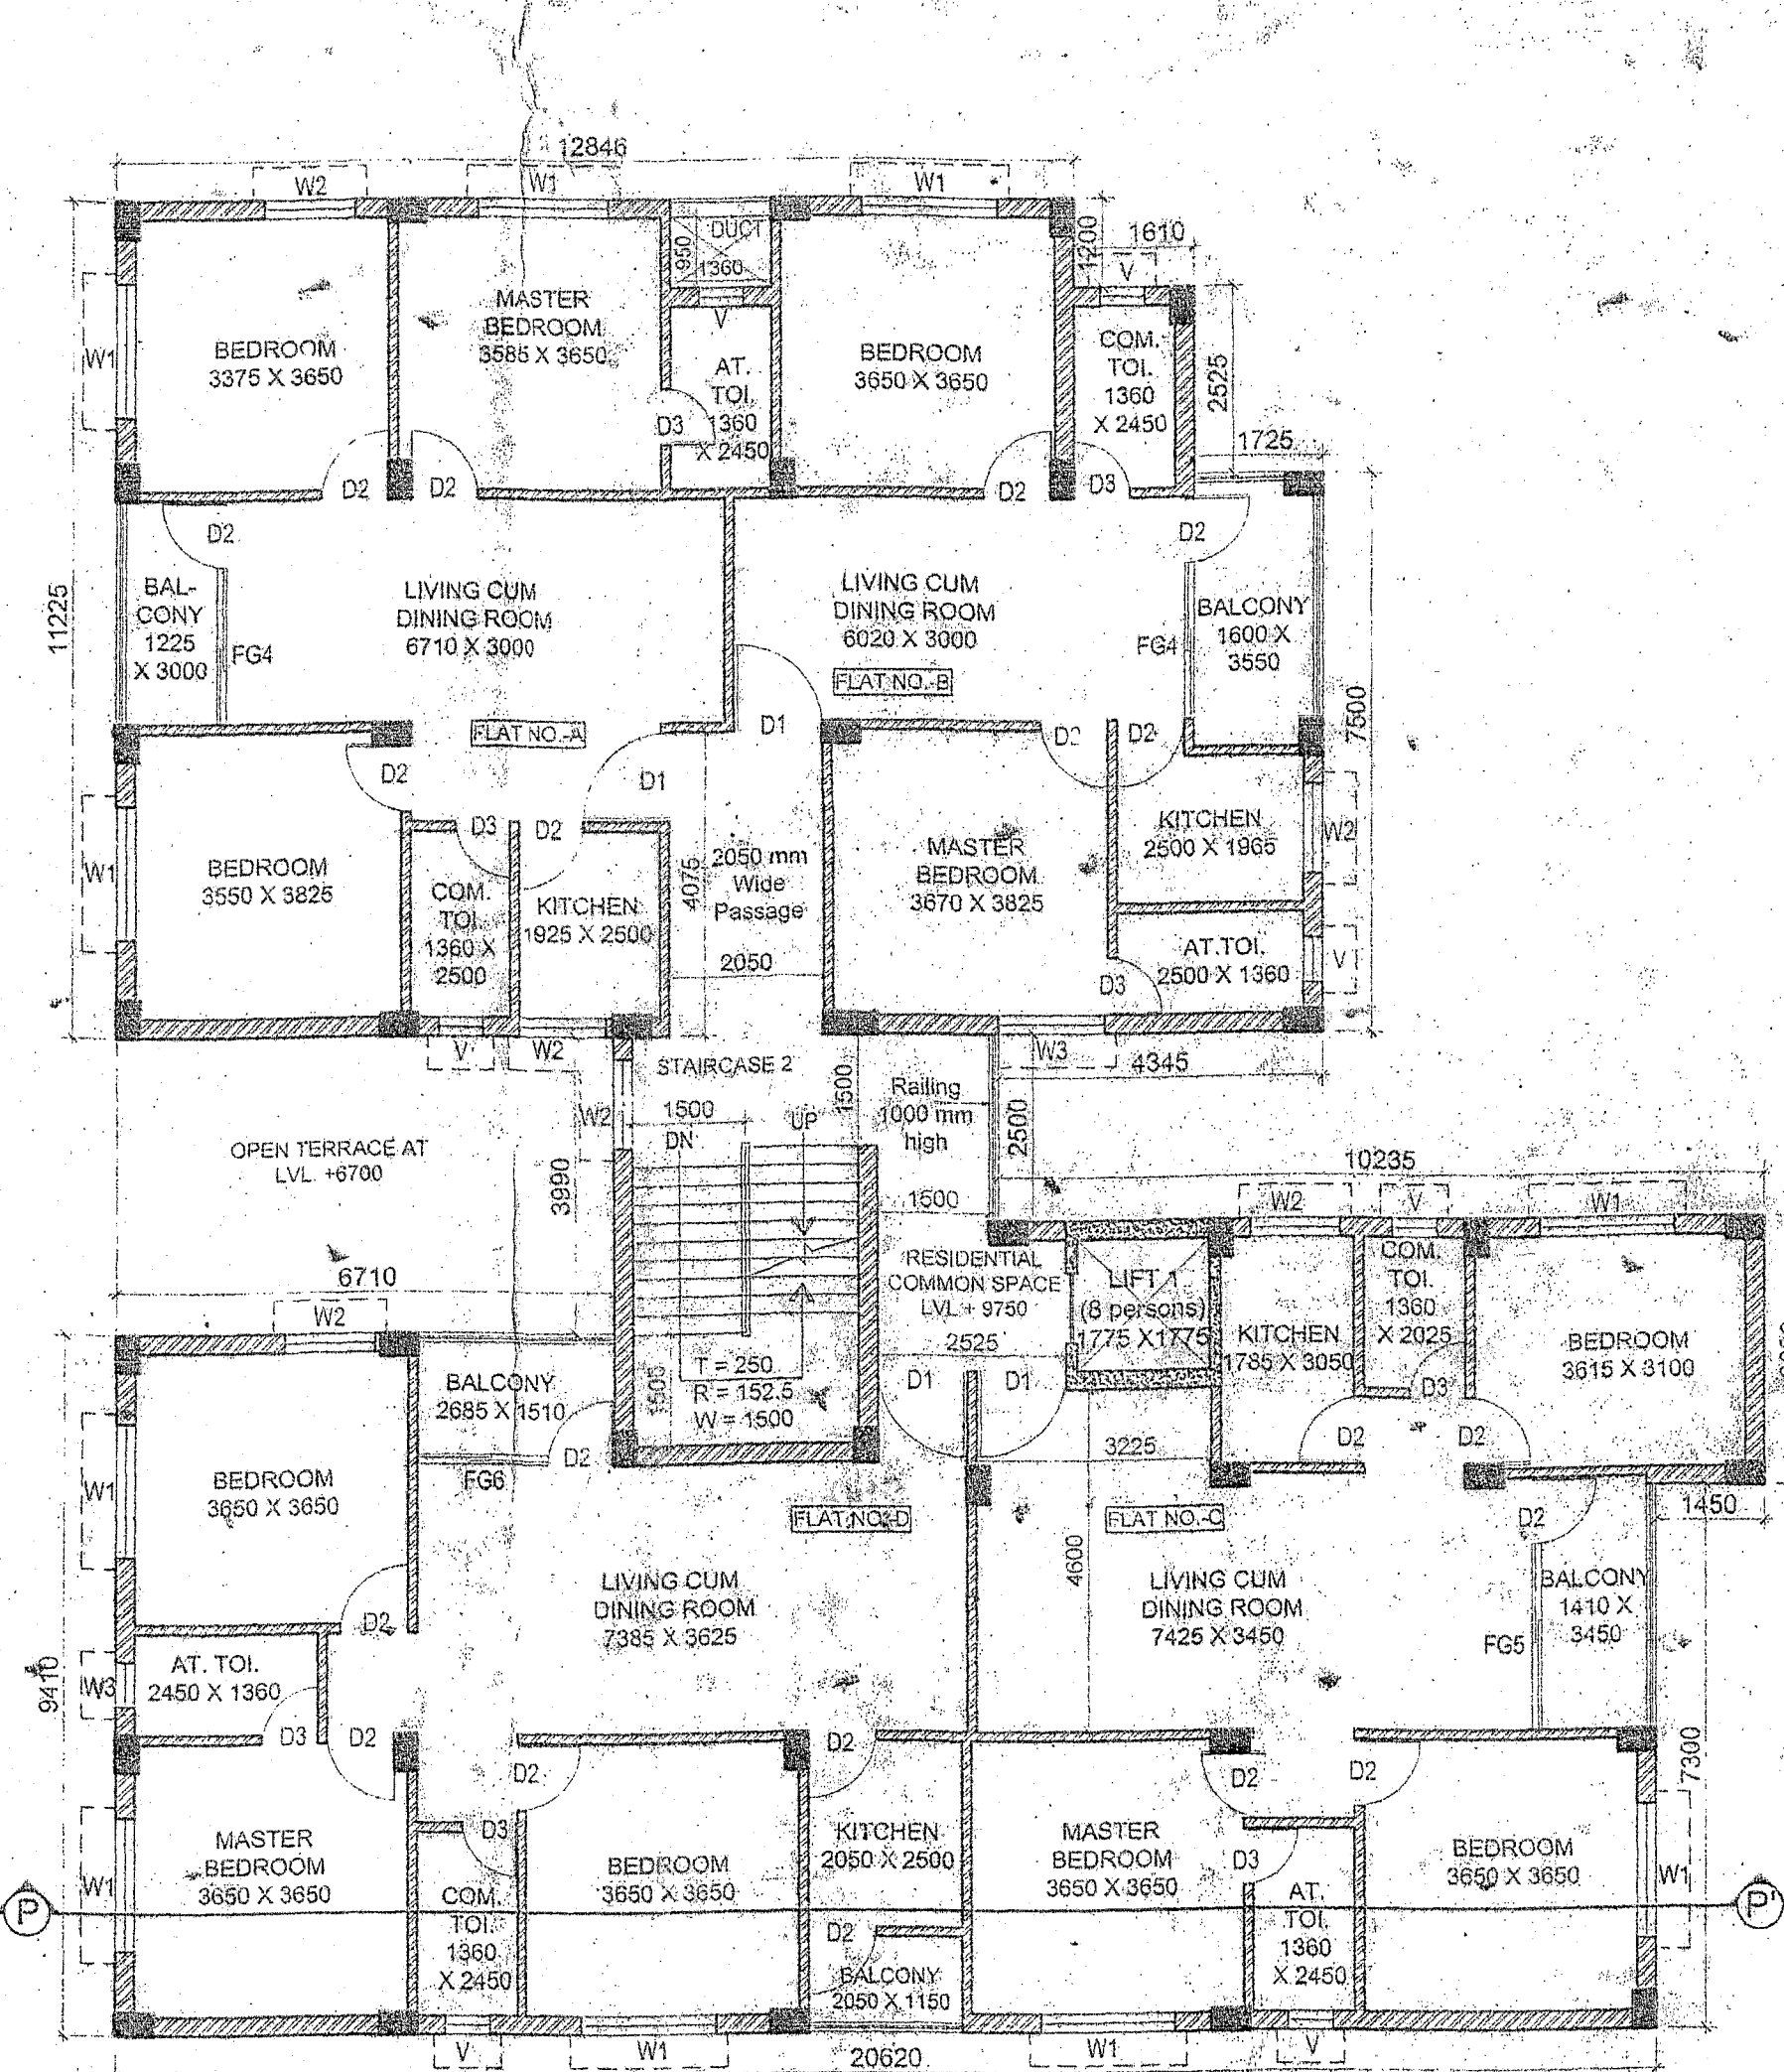 12846
W2
W1
W1
DUCT
950
1360
1200
1610
V
V
BEDROOM
3375 X 3650
W1
MASTER
BEDROOM
3585 X 3650
AT.
TOI.
1360
X 2450
D3
BEDROOM
3650 X 3650
COM.
TOI.
1360
X 2450
2525
1725
D2
D2
D2
D3
D2
D2
11225
BAL-
CONY
1225
X 3000
FG4
LIVING CUM
DINING ROOM
6710 X 3000
LIVING CUM
DINING ROOM
6020 X 3000
FLAT NO.-B
FG4
BALCONY
1600 X
3550
7500
FLAT NO.-A
D1
D2
D2
D2
D1
D3
D2
W1
BEDROOM
3550 X 3825
COM.
TOI.
1360 X
2500
KITCHEN
1925 X 2500
4075
2050 mm
Wide
Passage
2050
MASTER
BEDROOM
3670 X 3825
KITCHEN
2500 X 1965
W2
AT.TOI.
2500 X 1360
D3
V
V
W2
STAIRCASE 2
1500
W3
4345
OPEN TERRACE AT
LVL. +6700
W2
1500
DN
UP
Railing
1000 mm
high
2500
3990
1500
10235
W2
V
W1
6710
W2
RESIDENTIAL
COMMON SPACE
LVL + 9750
2525
LIFT 1
(8 persons)
1775 X1775
KITCHEN
1785 X 3050
COM.
TOI.
1360
X 2025
BEDROOM
3615 X 3100
D3
BALCONY
2685 X 1510
T = 250
R = 152.5
W = 1500
D1
D1
D2
FG6
3225
D2
D2
1450
W1
BEDROOM
3650 X 3650
FLAT NO.-D
FLAT NO.-C
D2
LIVING CUM
DINING ROOM
7385 X 3625
4600
LIVING CUM
DINING ROOM
7425 X 3450
FG5
BALCONY
1410 X
3450
D2
9410
W3
AT. TOI.
2450 X 1360
D3
D2
D2
D2
D2
D2
7300
W1
MASTER
BEDROOM
3650 X 3650
D3
COM.
TOI.
1360
X 2450
BEDROOM
3650 X 3650
KITCHEN
2050 X 2500
D2
BALCONY
2050 X 1150
MASTER
BEDROOM
3650 X 3650
D3
AT.
TOI.
1360
X 2450
BEDROOM
3650 X 3650
W1
P
P'
V
W1
20620
W1
V